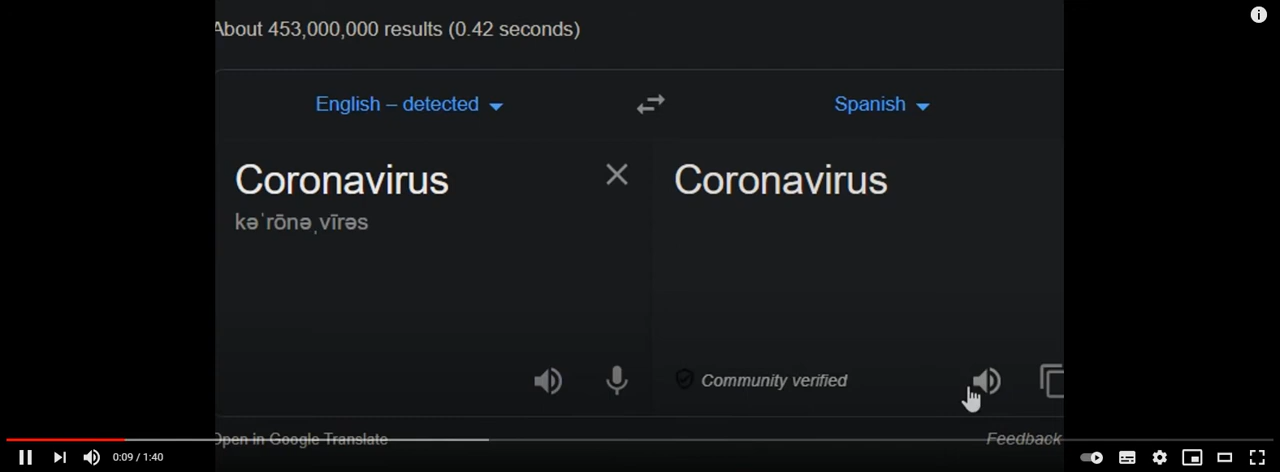 About 453,000,000 results (0.42 seconds)
English – detected
Spanish
Coronavirus
kəˈrōnəˌvīrəs
Coronavirus
Community verified
Open in Google Translate
Feedback
0:09 / 1:40